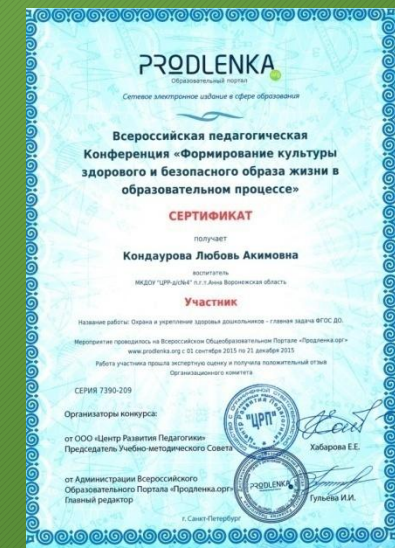 PRODLENKA
Образовательный портал
Сетевое электронное издание в сфере образования
Всероссийская педагогическая
Конференция «Формирование культуры
здорового и безопасного образа жизни в
образовательном процессе»
СЕРТИФИКАТ
получает
Кондаурова Любовь Акимовна
воспитатель
МКДОУ "ЦРР-д/с№4" п.г.т.Анна Воронежская область
Участник
Название работы: Охрана и укрепление здоровья дошкольников – главная задача ФГОС ДО.
Мероприятие проводилось на Всероссийском Общеобразовательном Портале «Продленка.орг»
www.prodlenka.org с 01 сентября 2015 по 21 декабря 2015
Работа участника прошла экспертную оценку и получила положительный отзыв
Организационного комитета
СЕРИЯ 7390-209
Организаторы конкурса:
от ООО «Центр Развития Педагогики»
Председатель Учебно-методического Совета
"ЦРП"
Хабарова Е.Е.
от Администрации Всероссийского
Образовательного Портала «Продленка.орг»
Главный редактор
PRODLENKA
Гульева И.И.
г. Санкт-Петербург